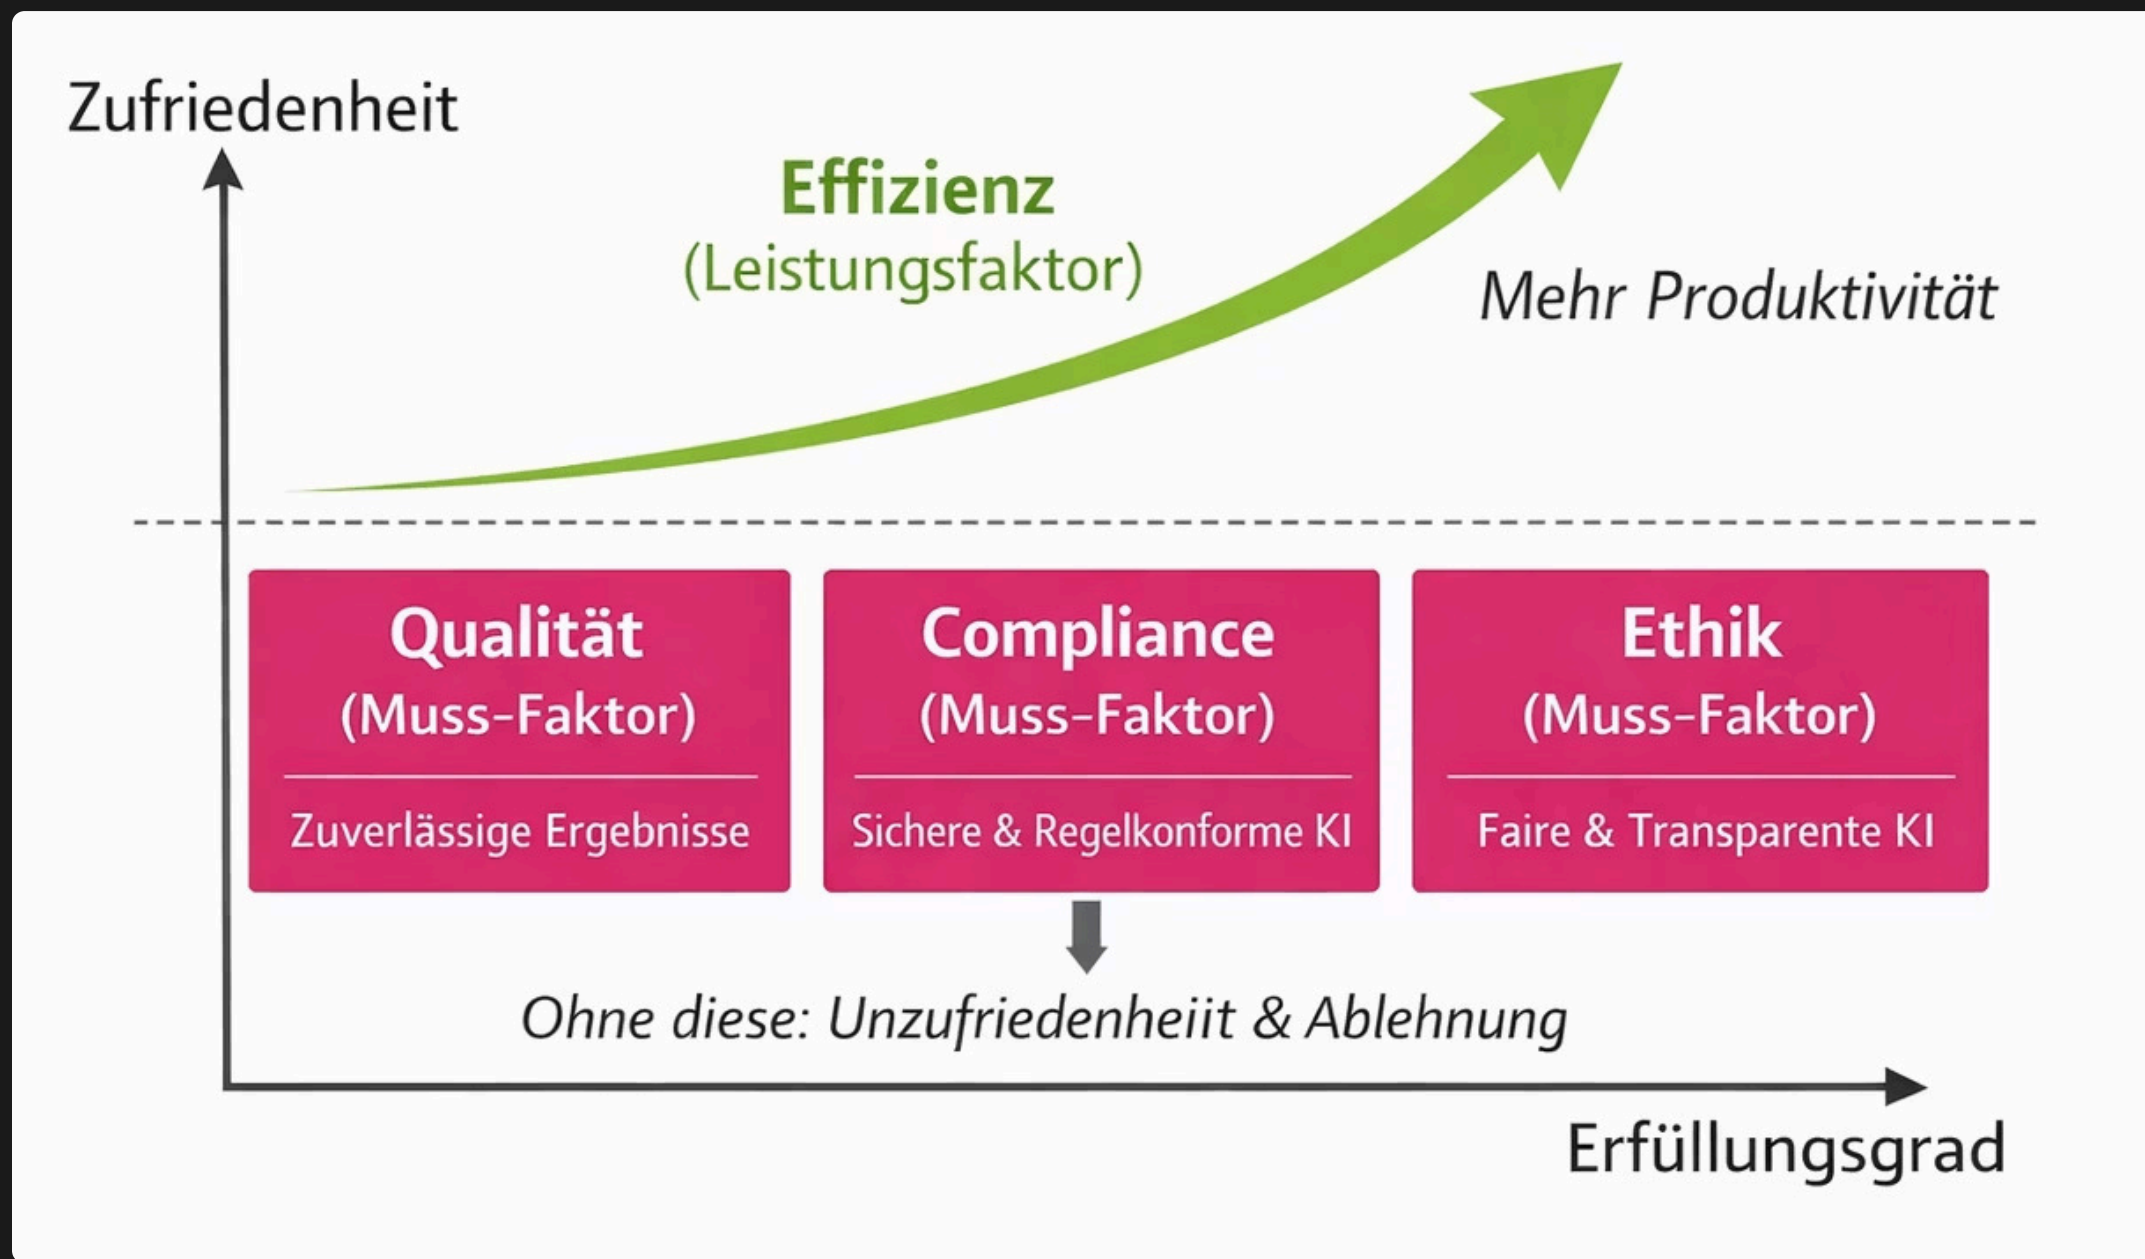 Zufriedenheit
Effizienz
(Leistungsfaktor)
Mehr Produktivität
Qualität
(Muss-Faktor)
Zuverlässige Ergebnisse
Compliance
(Muss-Faktor)
Sichere & Regelkonforme KI
Ethik
(Muss-Faktor)
Faire & Transparente KI
Ohne diese: Unzufriedenheiit & Ablehnung
Erfüllungsgrad